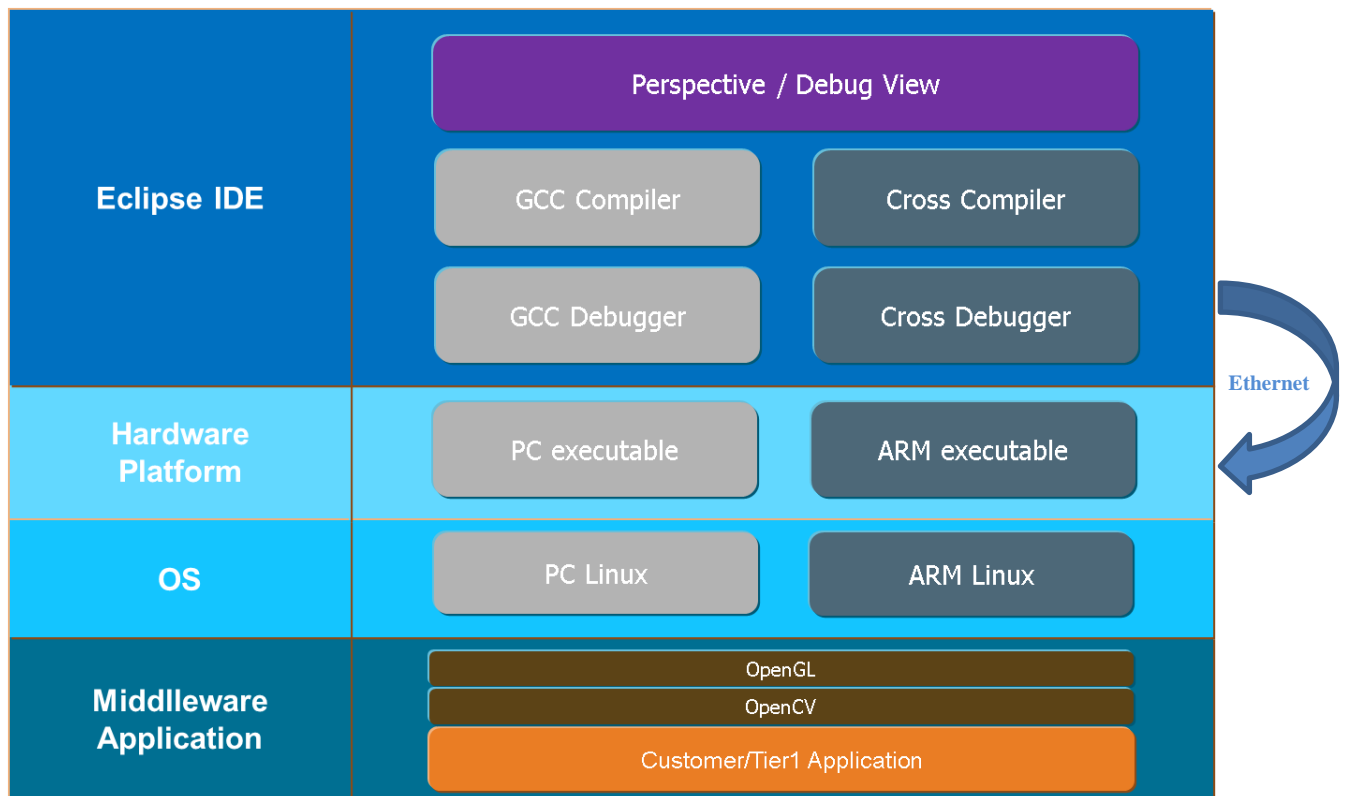 Perspective / Debug View
Eclipse IDE
GCC Compiler
Cross Compiler
GCC Debugger
Cross Debugger
Ethernet
Hardware
Platform
PC executable
ARM executable
OS
PC Linux
ARM Linux
Middlleware
Application
OpenGL
OpenCV
Customer/Tier1 Application